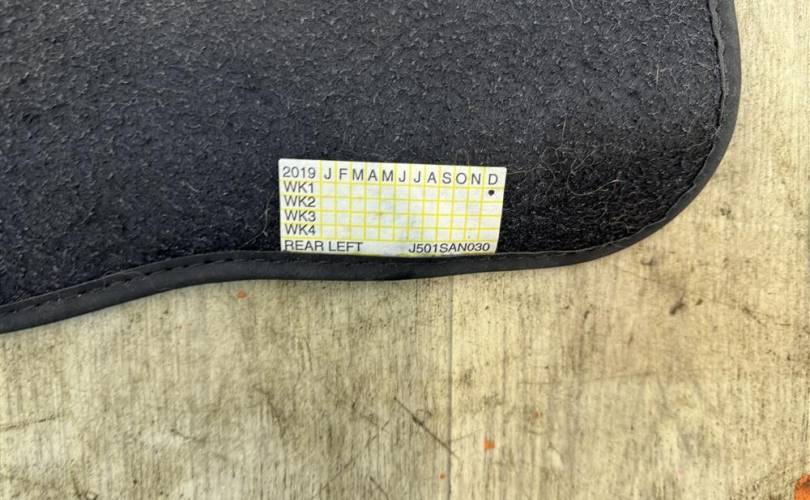 2019 J F M A M J J A S O N D
WK1
WK2
WK3
WK4
REAR LEFT J501SAN030